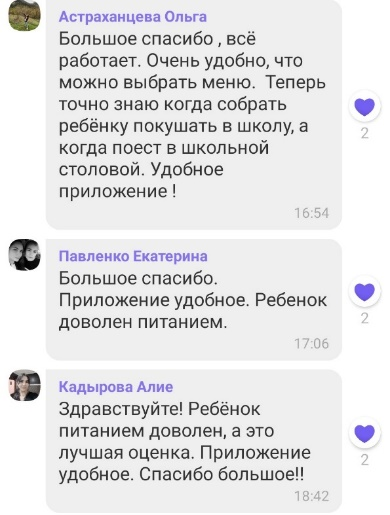 Астраханцева Ольга
Большое спасибо , всё
работает. Очень удобно, что
можно выбрать меню.  Теперь
точно знаю когда собрать
ребёнку покушать в школу, а
когда поест в школьной
столовой. Удобное
приложение !
2
16:54
Павленко Екатерина
Большое спасибо.
Приложение удобное. Ребенок
доволен питанием.
2
17:06
Кадырова Алие
Здравствуйте! Ребёнок
питанием доволен, а это
лучшая оценка. Приложение
удобное. Спасибо большое!!
2
18:42